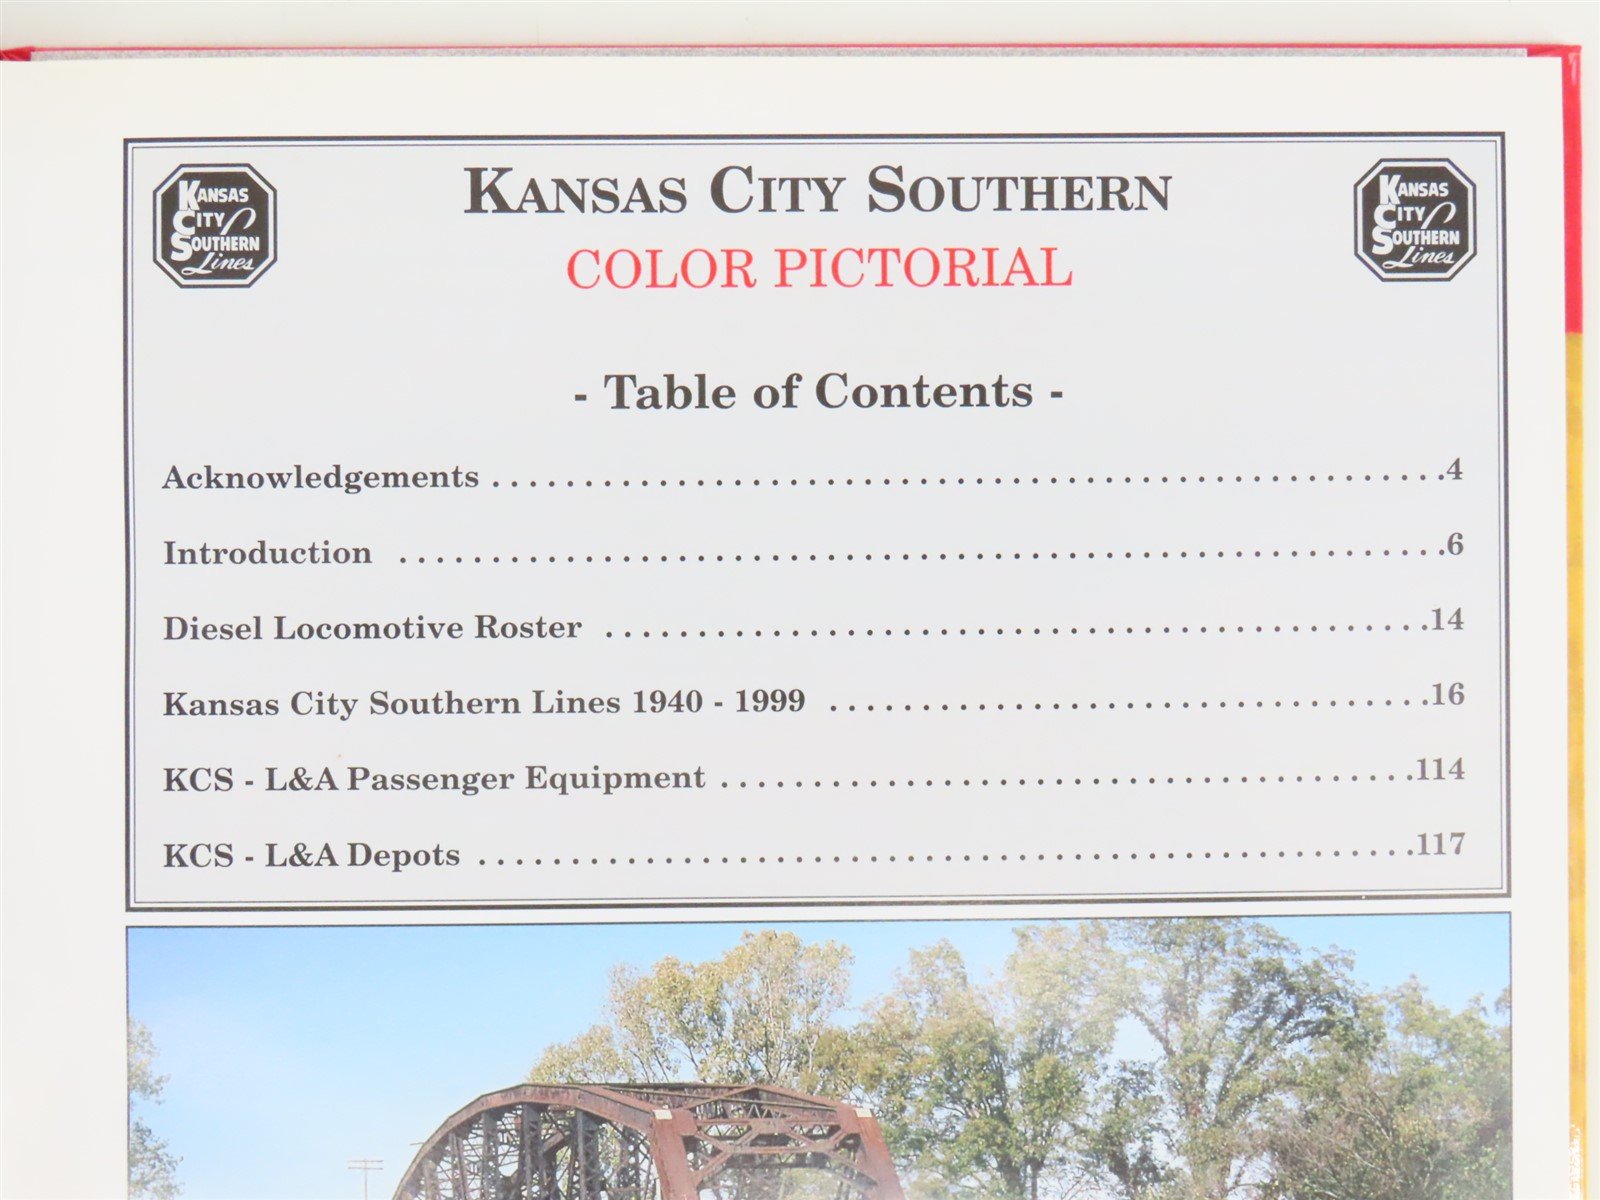 KANSAS
CITY
SOUTHERN
Lines
KANSAS CITY SOUTHERN
COLOR PICTORIAL
KANSAS
CITY
SOUTHERN
Lines
- Table of Contents -
Acknowledgements . . . . . . . . . . . . . . . . . . . . . . . . . . . . . . . . . . . . . . . . . . . . . . . . . . . . .4
Introduction . . . . . . . . . . . . . . . . . . . . . . . . . . . . . . . . . . . . . . . . . . . . . . . . . . . . . . . . . .6
Diesel Locomotive Roster . . . . . . . . . . . . . . . . . . . . . . . . . . . . . . . . . . . . . . . . . . . . . .14
Kansas City Southern Lines 1940 - 1999 . . . . . . . . . . . . . . . . . . . . . . . . . . . . . . . . . .16
KCS - L&A Passenger Equipment . . . . . . . . . . . . . . . . . . . . . . . . . . . . . . . . . . . . . . .114
KCS - L&A Depots . . . . . . . . . . . . . . . . . . . . . . . . . . . . . . . . . . . . . . . . . . . . . . . . . . . .117